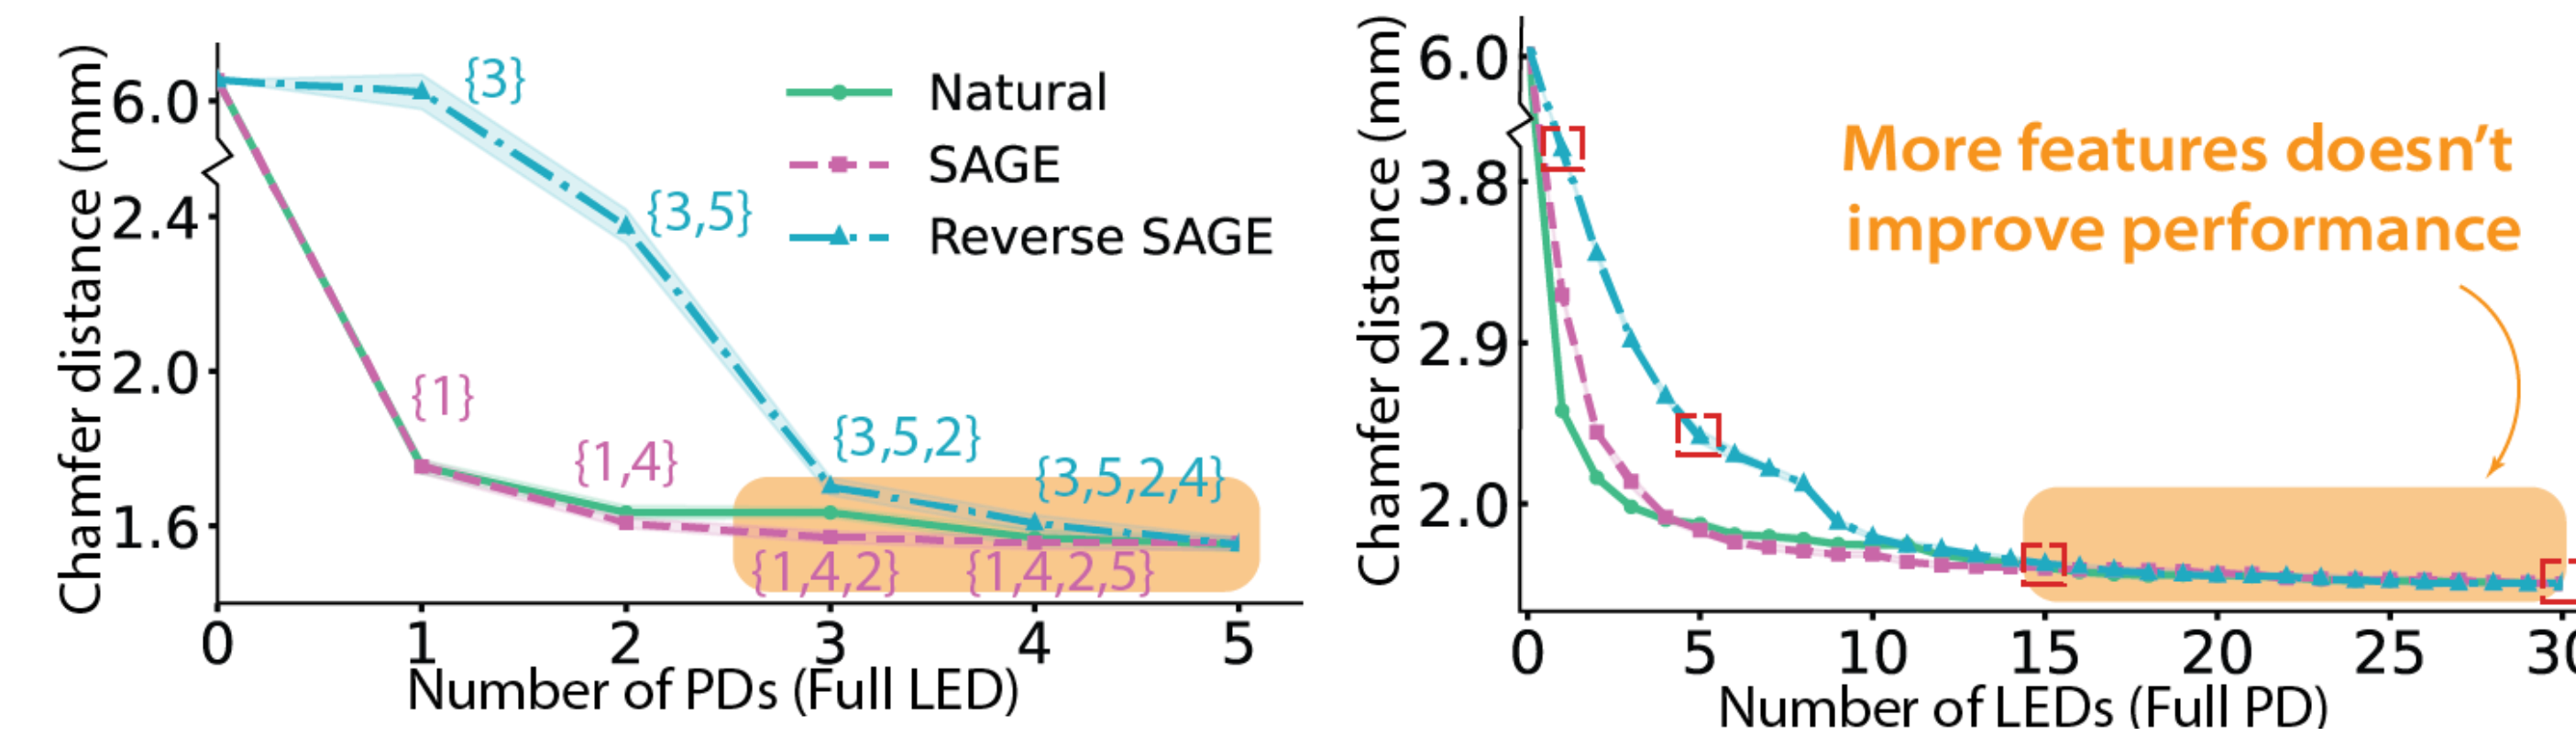 Chamfer distance (mm)
6.0
2.4
2.0
1.6
{3}
{3,5}
{1}
{1,4}
{3,5,2}
{3,5,2,4}
{1,4,2}
{1,4,2,5}
Natural
SAGE
Reverse SAGE
0 1 2 3 4 5
Number of PDs (Full LED)
Chamfer distance (mm)
6.0
3.8
2.9
2.0
More features doesn't
improve performance
0 5 10 15 20 25 30
Number of LEDs (Full PD)